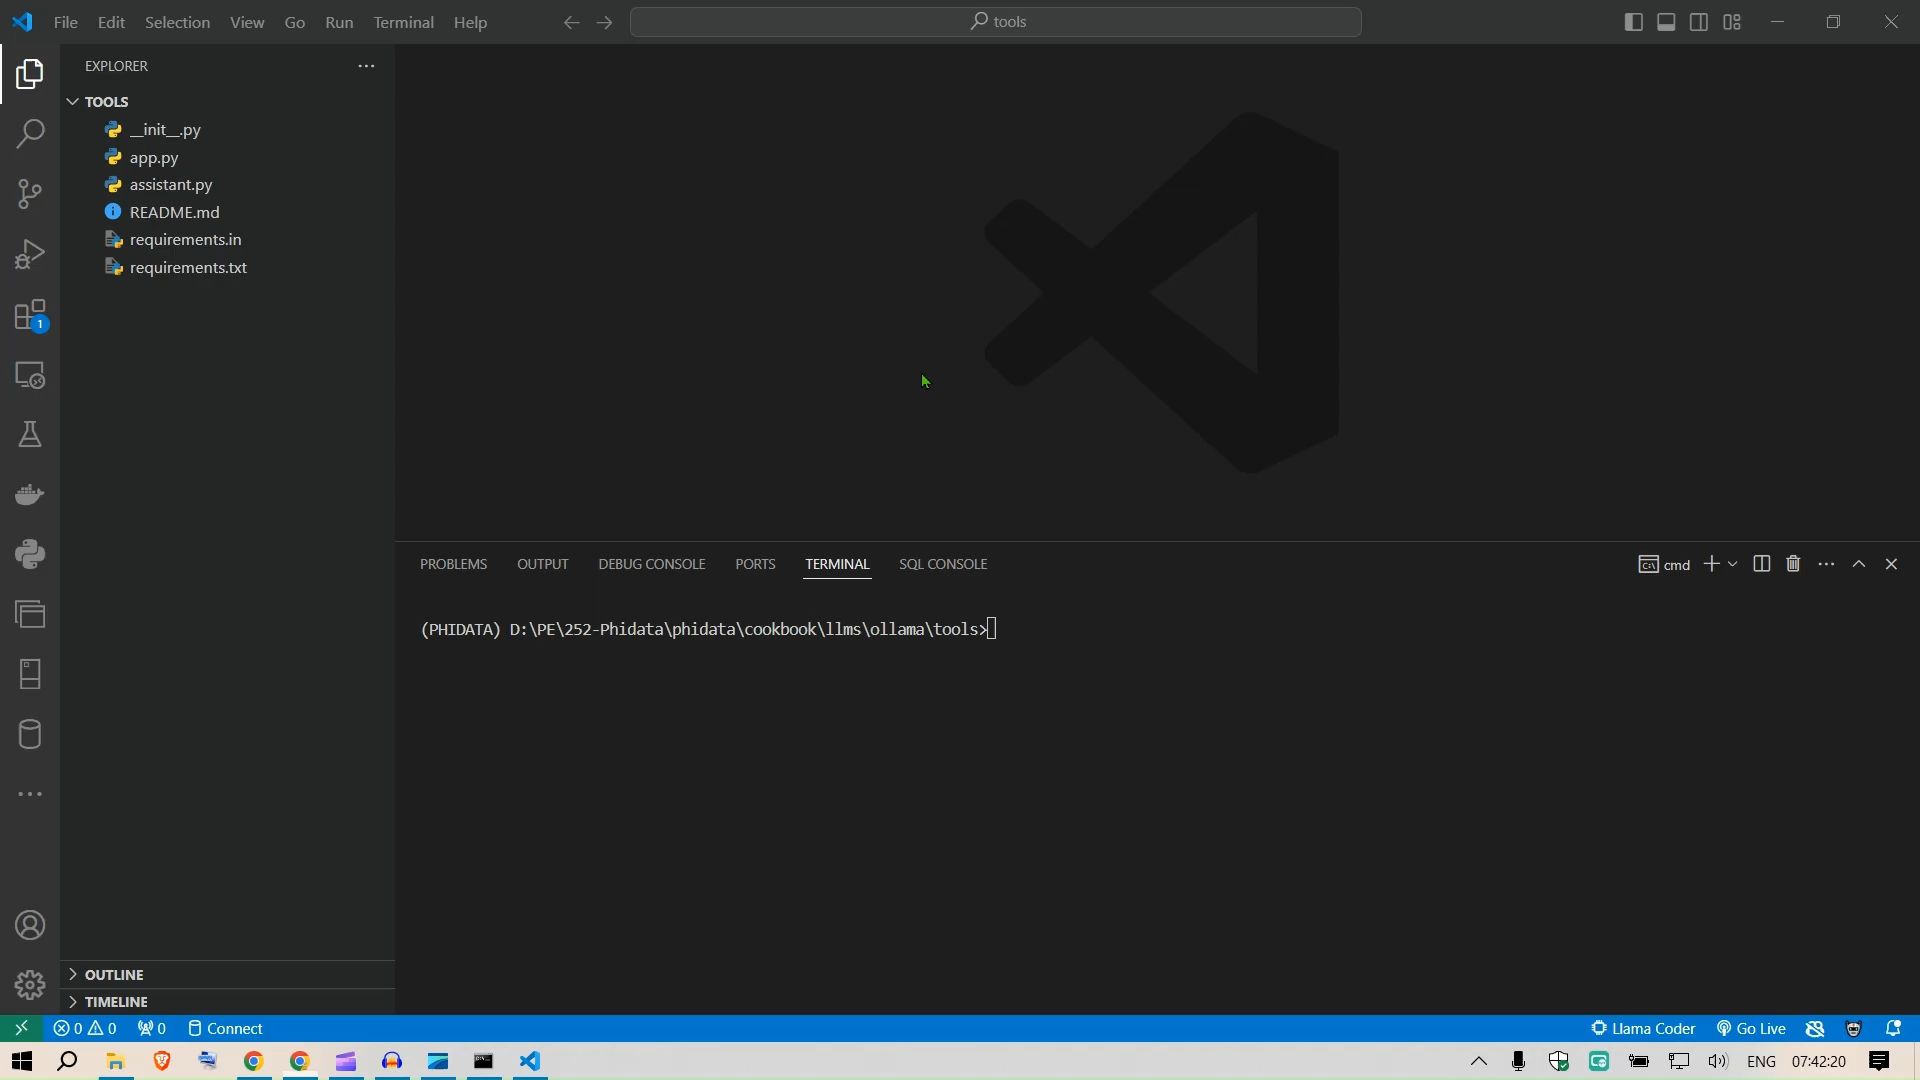 File Edit Selection View Go Run Terminal Help
tools
EXPLORER
TOOLS
__init__.py
app.py
assistant.py
README.md
requirements.in
requirements.txt
1
PROBLEMS OUTPUT DEBUG CONSOLE PORTS TERMINAL SQL CONSOLE
cmd
(PHIDATA) D:\PE\252-Phidata\phidata\cookbook\llms\ollama\tools>
OUTLINE
TIMELINE
0 0 0 Connect Llama Coder Go Live
ENG 07:42:20